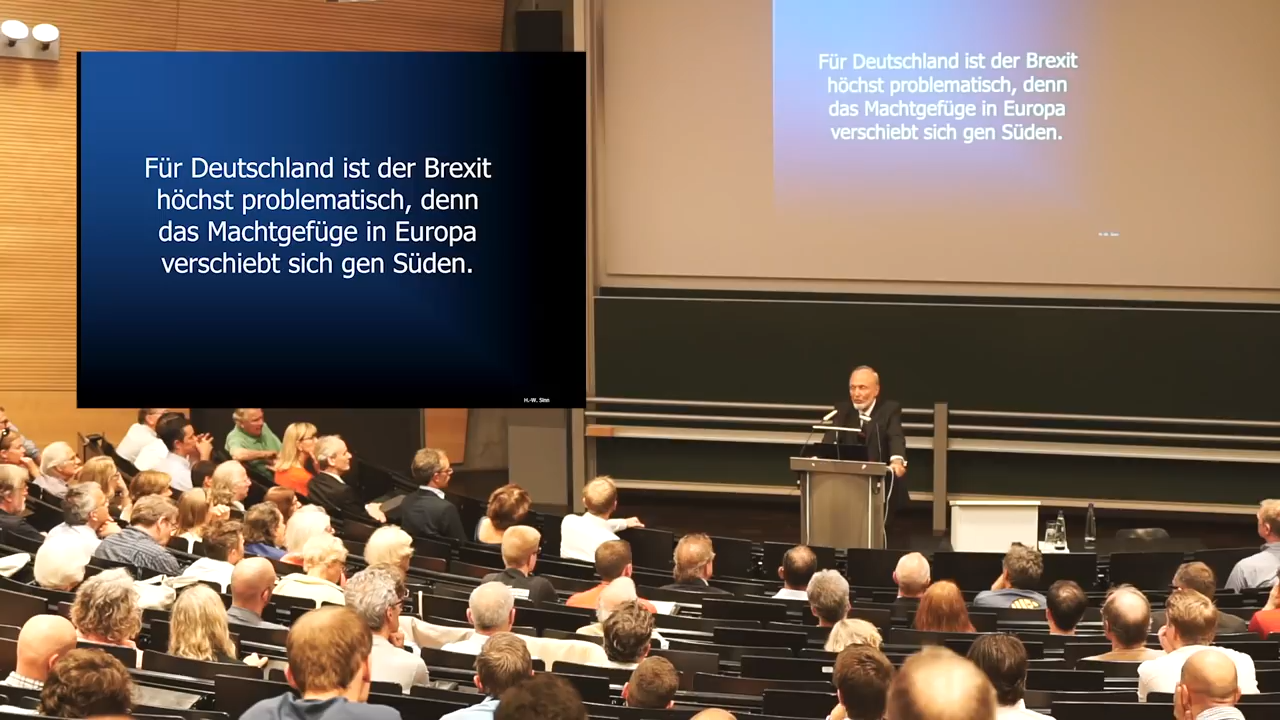 Für Deutschland ist der Brexit
höchst problematisch, denn
das Machtgefüge in Europa
verschiebt sich gen Süden.
H.-W. Sinn
Für Deutschland ist der Brexit
höchst problematisch, denn
das Machtgefüge in Europa
verschiebt sich gen Süden.
H.-W. Sinn